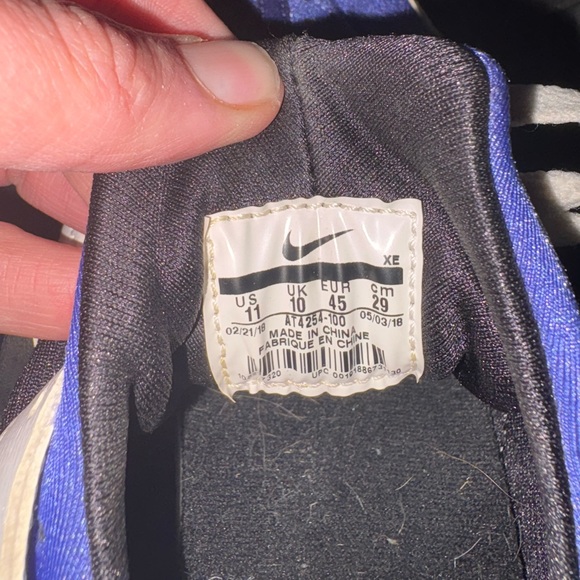 XE
US UK EUR cm
11 10 45 29
02/21/18 AT4254-100 05/03/18
MADE IN CHINA
FABRIQUE EN CHINE
UPC